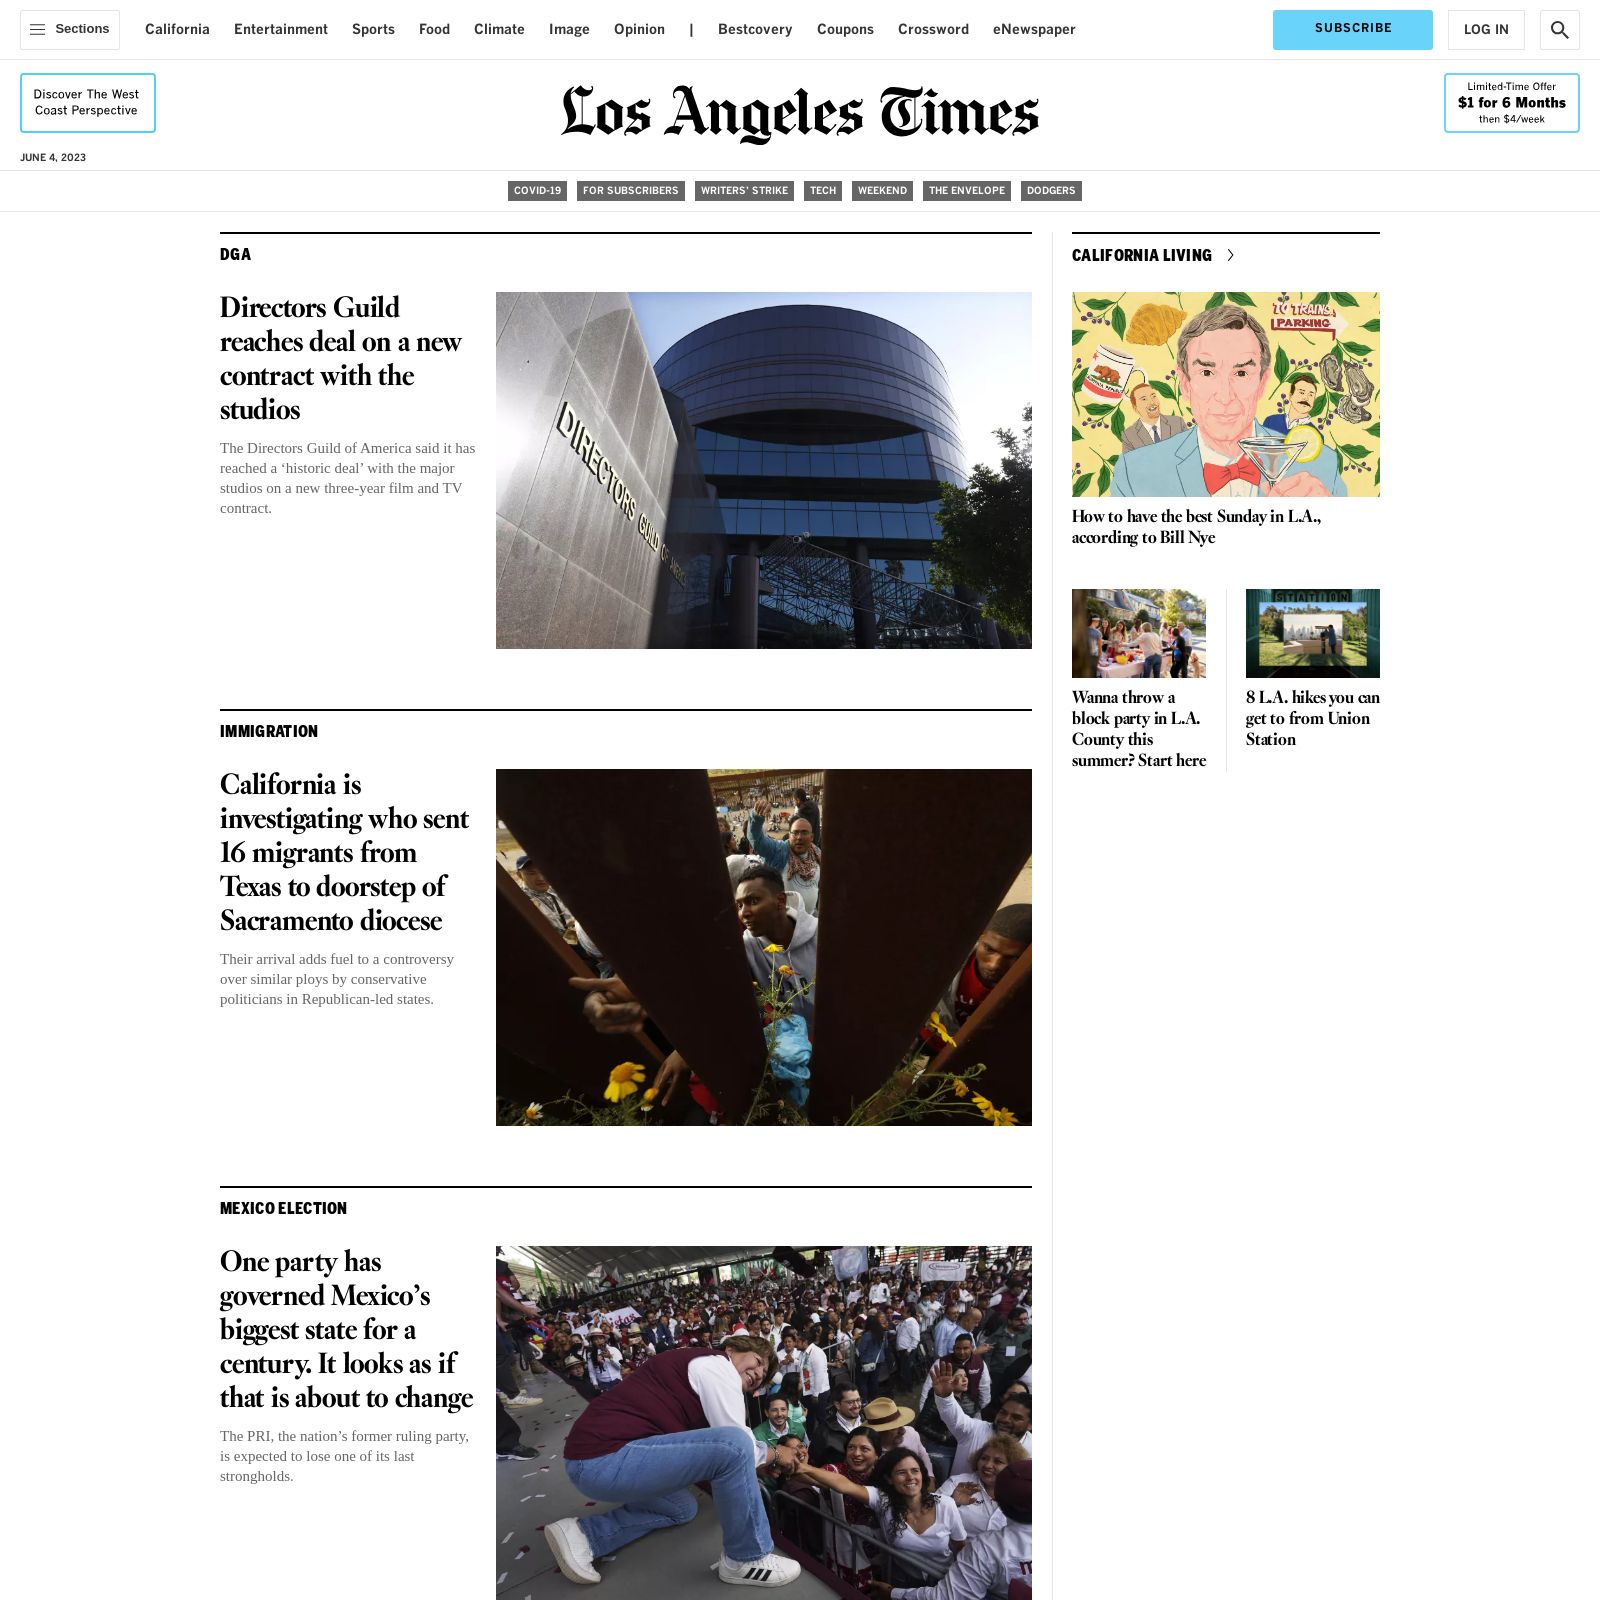 Sections
California
Entertainment
Sports
Food
Climate
Image
Opinion
|
Bestcovery
Coupons
Crossword
eNewspaper
SUBSCRIBE
LOG IN
Discover The West
Coast Perspective
Los Angeles Times
Limited-Time Offer
$1 for 6 Months
then $4/week
JUNE 4, 2023
COVID-19
FOR SUBSCRIBERS
WRITERS’ STRIKE
TECH
WEEKEND
THE ENVELOPE
DODGERS
DGA
Directors Guild
reaches deal on a new
contract with the
studios
The Directors Guild of America said it has
reached a ‘historic deal’ with the major
studios on a new three-year film and TV
contract.
DIRECTORS GUILD OF AMERICA
IMMIGRATION
California is
investigating who sent
16 migrants from
Texas to doorstep of
Sacramento diocese
Their arrival adds fuel to a controversy
over similar ploys by conservative
politicians in Republican-led states.
MEXICO ELECTION
One party has
governed Mexico’s
biggest state for a
century. It looks as if
that is about to change
The PRI, the nation’s former ruling party,
is expected to lose one of its last
strongholds.
CALIFORNIA LIVING
TO TRAINS
PARKING
How to have the best Sunday in L.A.,
according to Bill Nye
Wanna throw a
block party in L.A.
County this
summer? Start here
STATION
8 L.A. hikes you can
get to from Union
Station